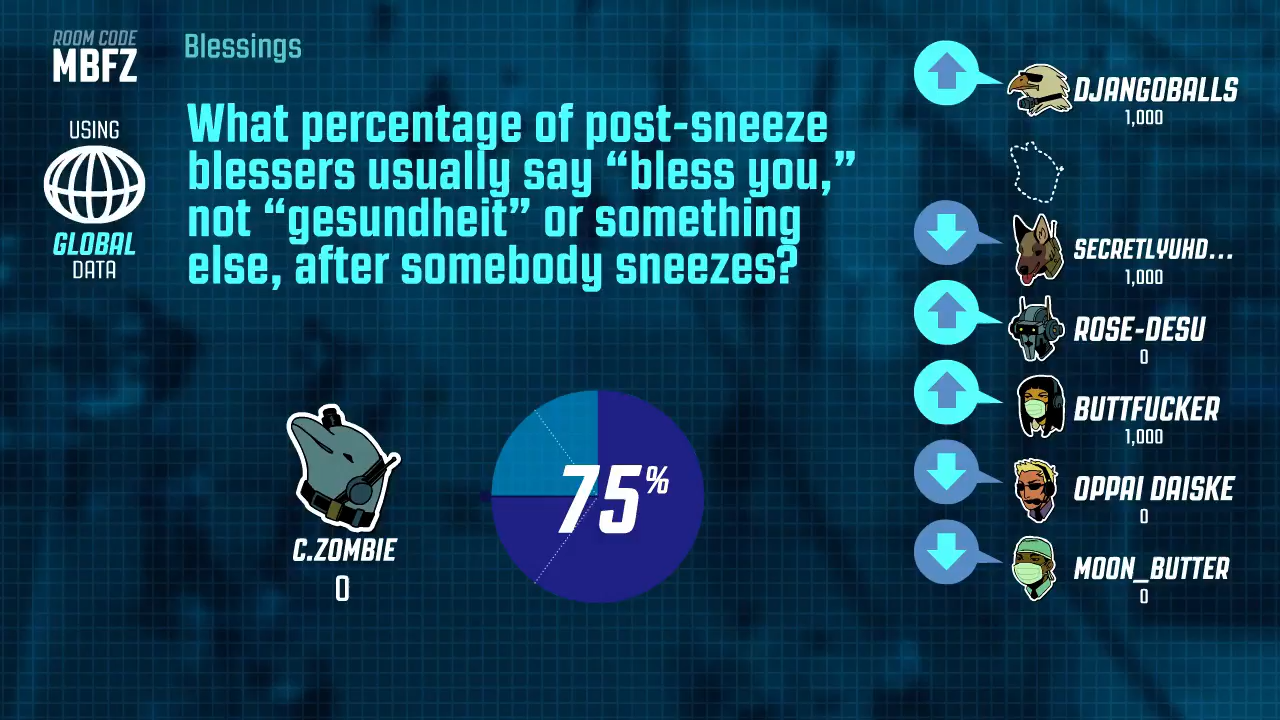 ROOM CODE
MBFZ
USING
GLOBAL
DATA
Blessings
What percentage of post-sneeze
blessers usually say “bless you,”
not “gesundheit” or something
else, after somebody sneezes?
C.ZOMBIE
0
75%
DJANGOBALLS
1,000
SECRETLYUHD...
1,000
ROSE-DESU
0
BUTTFUCKER
1,000
OPPAI DAISKE
0
MOON_BUTTER
0